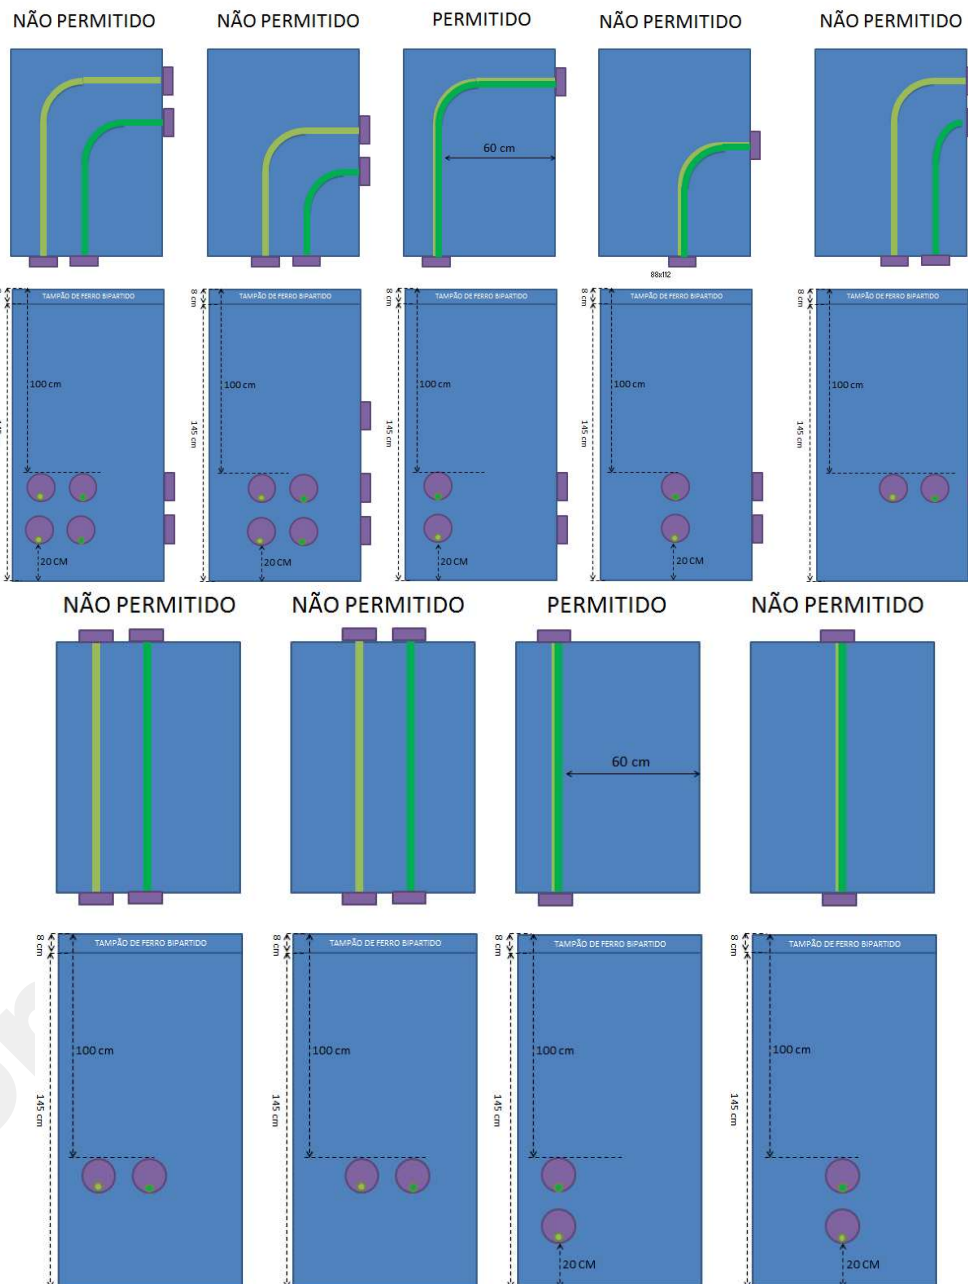 NÃO PERMITIDO
NÃO PERMITIDO
PERMITIDO
NÃO PERMITIDO
NÃO PERMITIDO
60 cm
88x112
TAMPÃO DE FERRO BIPARTIDO
100 cm
20 CM
8 cm
TAMPÃO DE FERRO BIPARTIDO
100 cm
145 cm
20 CM
8 cm
TAMPÃO DE FERRO BIPARTIDO
100 cm
145 cm
20 CM
8 cm
TAMPÃO DE FERRO BIPARTIDO
100 cm
145 cm
20 CM
8 cm
TAMPÃO DE FERRO BIPARTIDO
100 cm
145 cm
NÃO PERMITIDO
NÃO PERMITIDO
PERMITIDO
NÃO PERMITIDO
60 cm
8 cm
TAMPÃO DE FERRO BIPARTIDO
100 cm
145 cm
8 cm
TAMPÃO DE FERRO BIPARTIDO
100 cm
145 cm
8 cm
TAMPÃO DE FERRO BIPARTIDO
100 cm
145 cm
20 CM
8 cm
TAMPÃO DE FERRO BIPARTIDO
100 cm
145 cm
20 CM